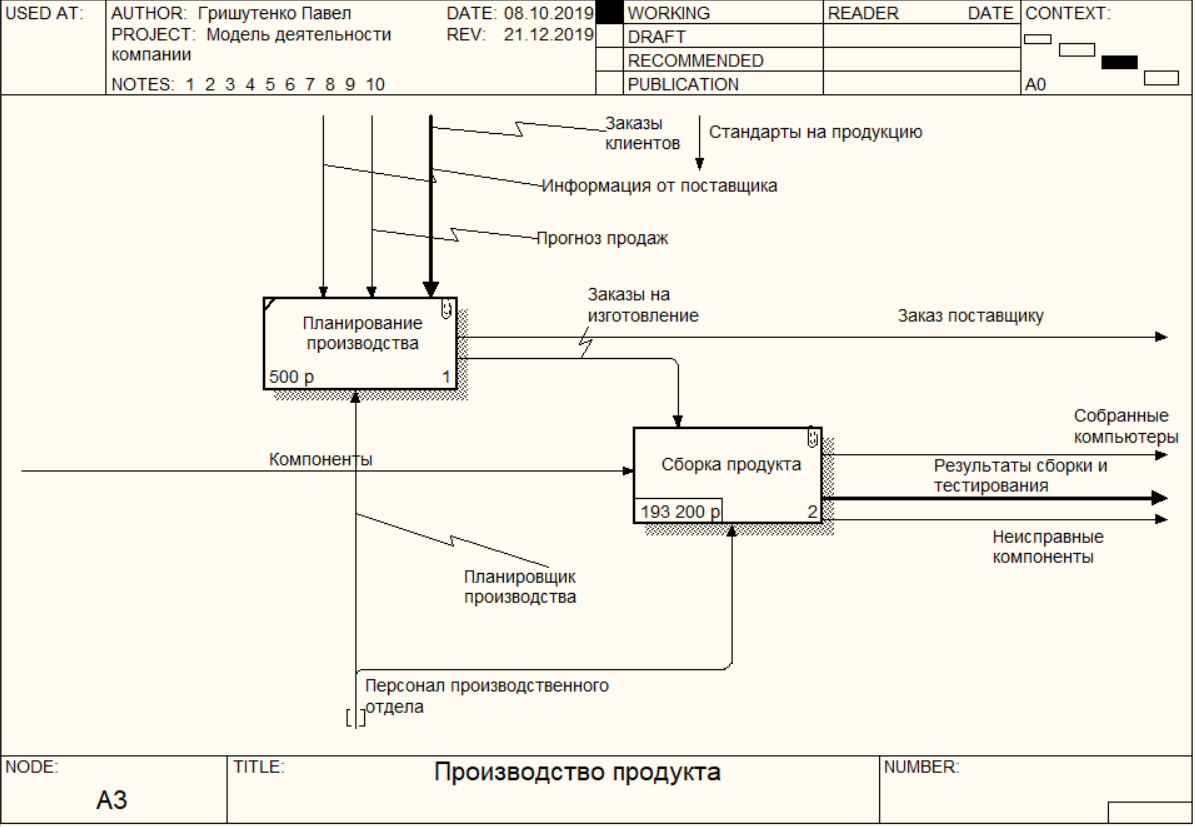 USED AT:
AUTHOR: Гришутенко Павел
DATE: 08.10.2019
PROJECT: Модель деятельности
компании
REV: 21.12.2019
NOTES: 1 2 3 4 5 6 7 8 9 10
WORKING
DRAFT
RECOMMENDED
PUBLICATION
READER DATE
CONTEXT:
A0
Заказы
клиентов
Стандарты на продукцию
Информация от поставщика
Прогноз продаж
Планирование
производства
500 р 1
Заказы на
изготовление
Заказ поставщику
Компоненты
Сборка продукта
193 200 р 2
Собранные
компьютеры
Результаты сборки и
тестирования
Неисправные
компоненты
Планировщик
производства
Персонал производственного
отдела
NODE:
A3
TITLE:
Производство продукта
NUMBER: